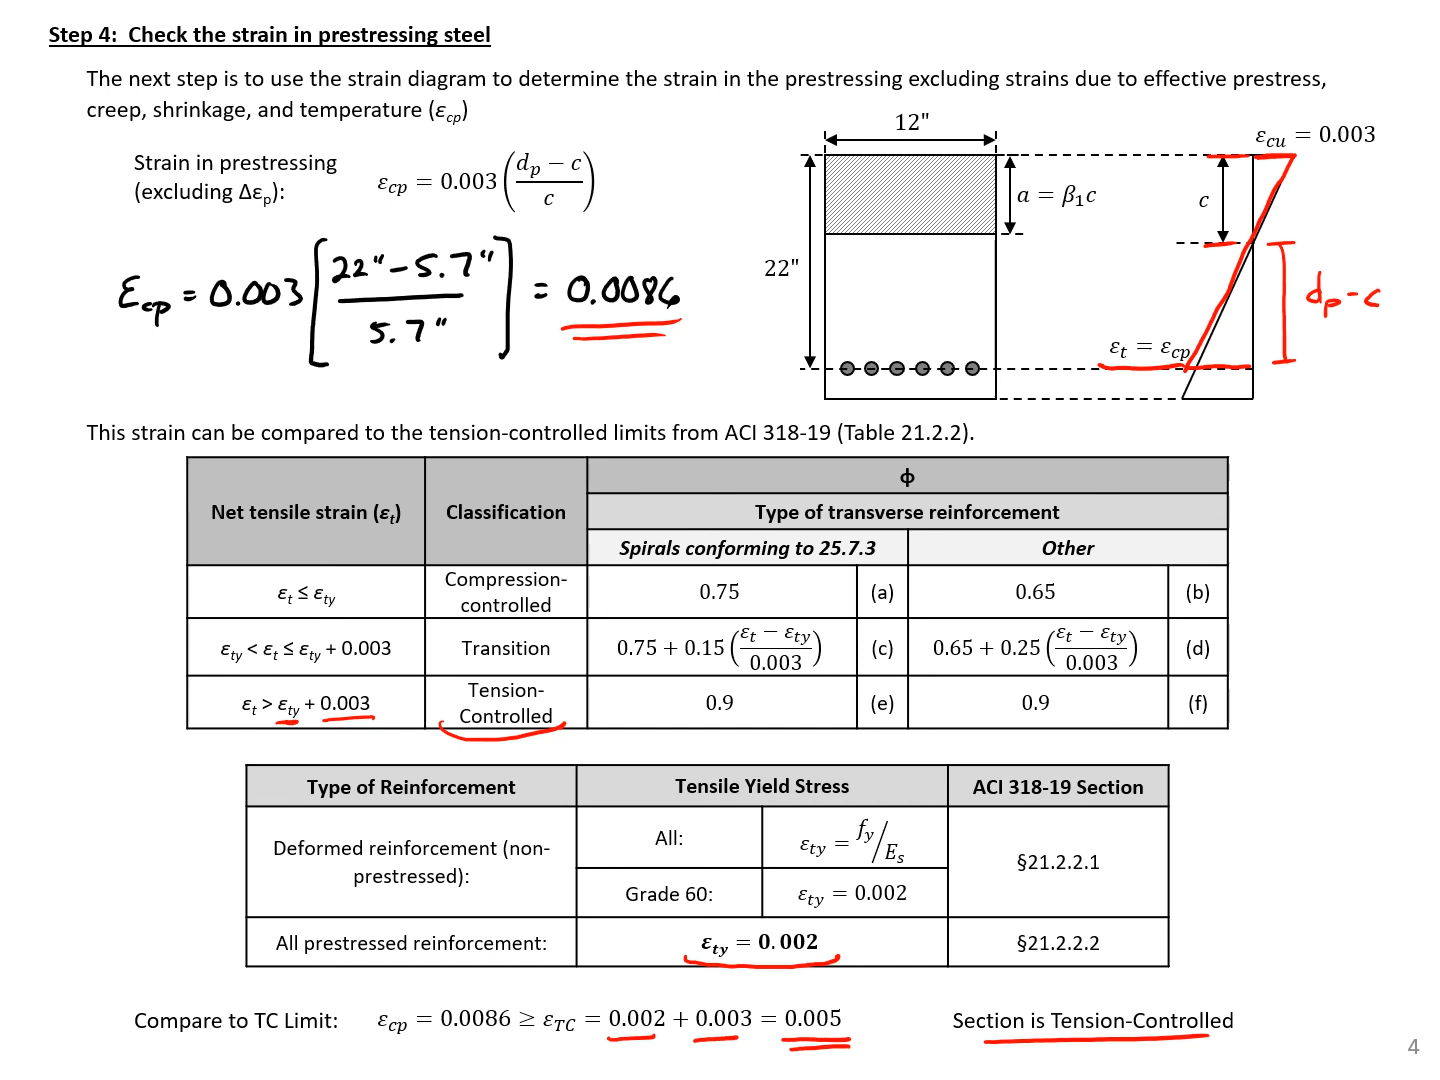 Step 4:  Check the strain in prestressing steel
The next step is to use the strain diagram to determine the strain in the prestressing excluding strains due to effective prestress,
creep, shrinkage, and temperature (εcp)
Strain in prestressing
(excluding Δεp):
εcp = 0.003 ( (dp − c) / c )
εcp = 0.003 [ (22" − 5.7") / 5.7" ] = 0.0086
12"
22"
a = β₁c
c
εcu = 0.003
dp - c
εt = εcp
This strain can be compared to the tension-controlled limits from ACI 318-19 (Table 21.2.2).
Net tensile strain (εt)
Classification
ϕ
Type of transverse reinforcement
Spirals conforming to 25.7.3
Other
εt ≤ εty
Compression-
controlled
0.75
(a)
0.65
(b)
εty < εt ≤ εty + 0.003
Transition
0.75 + 0.15 ( (εt − εty) / 0.003 )
(c)
0.65 + 0.25 ( (εt − εty) / 0.003 )
(d)
εt > εty + 0.003
Tension-
Controlled
0.9
(e)
0.9
(f)
Type of Reinforcement
Tensile Yield Stress
ACI 318-19 Section
Deformed reinforcement (non-
prestressed):
All:
εty = fy/Es
§21.2.2.1
Grade 60:
εty = 0.002
All prestressed reinforcement:
εty = 0.002
§21.2.2.2
Compare to TC Limit:
εcp = 0.0086 ≥ εTC = 0.002 + 0.003 = 0.005
Section is Tension-Controlled
4